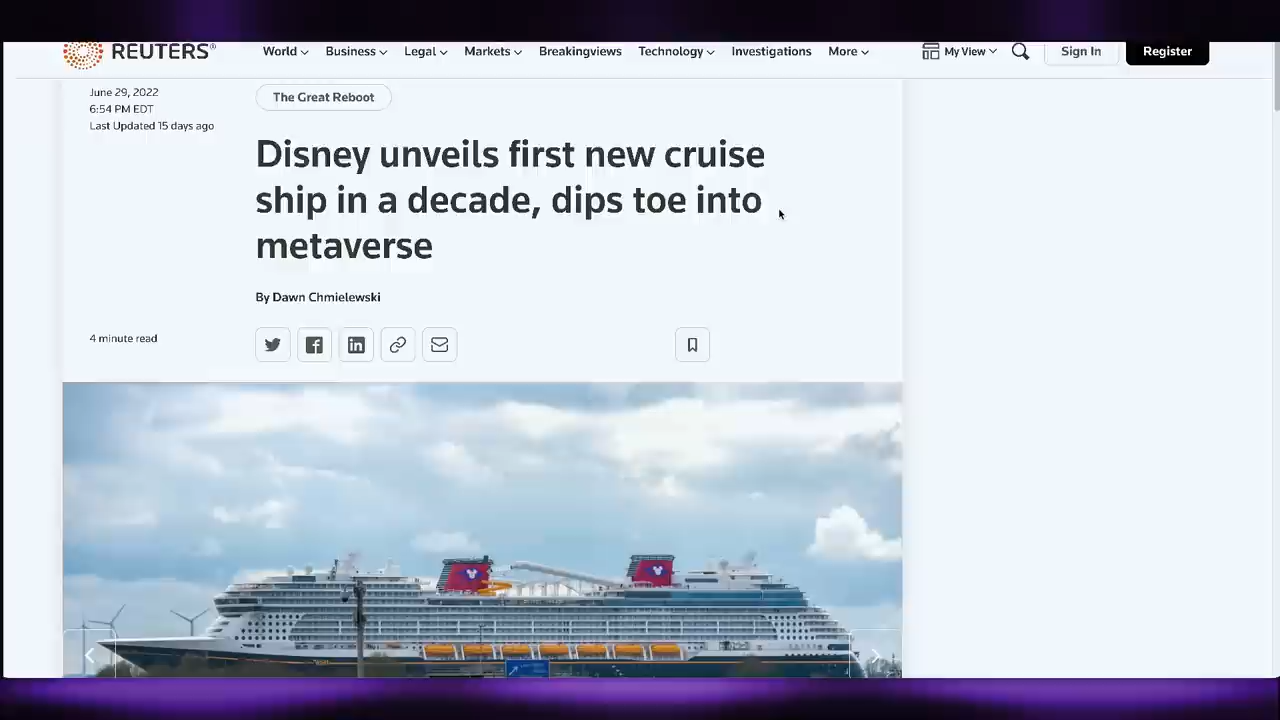 REUTERS®
World
Business
Legal
Markets
Breakingviews
Technology
Investigations
More
My View
Sign In
Register
June 29, 2022
6:54 PM EDT
Last Updated 15 days ago
The Great Reboot
Disney unveils first new cruise
ship in a decade, dips toe into
metaverse
By Dawn Chmielewski
4 minute read